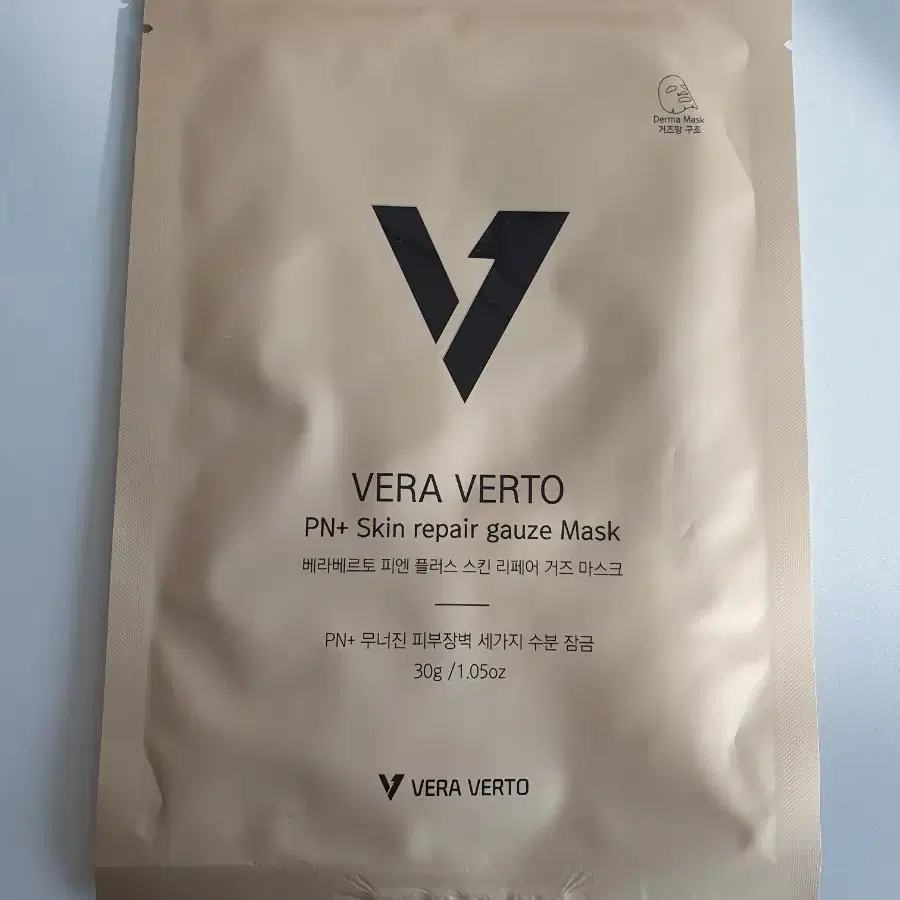 Derma Mask
거즈망 구조
VERA VERTO
PN+ Skin repair gauze Mask
베라베르토 피엔 플러스 스킨 리페어 거즈 마스크
PN+ 무너진 피부장벽 세가지 수분 잠금
30g /1.05oz
VERA VERTO